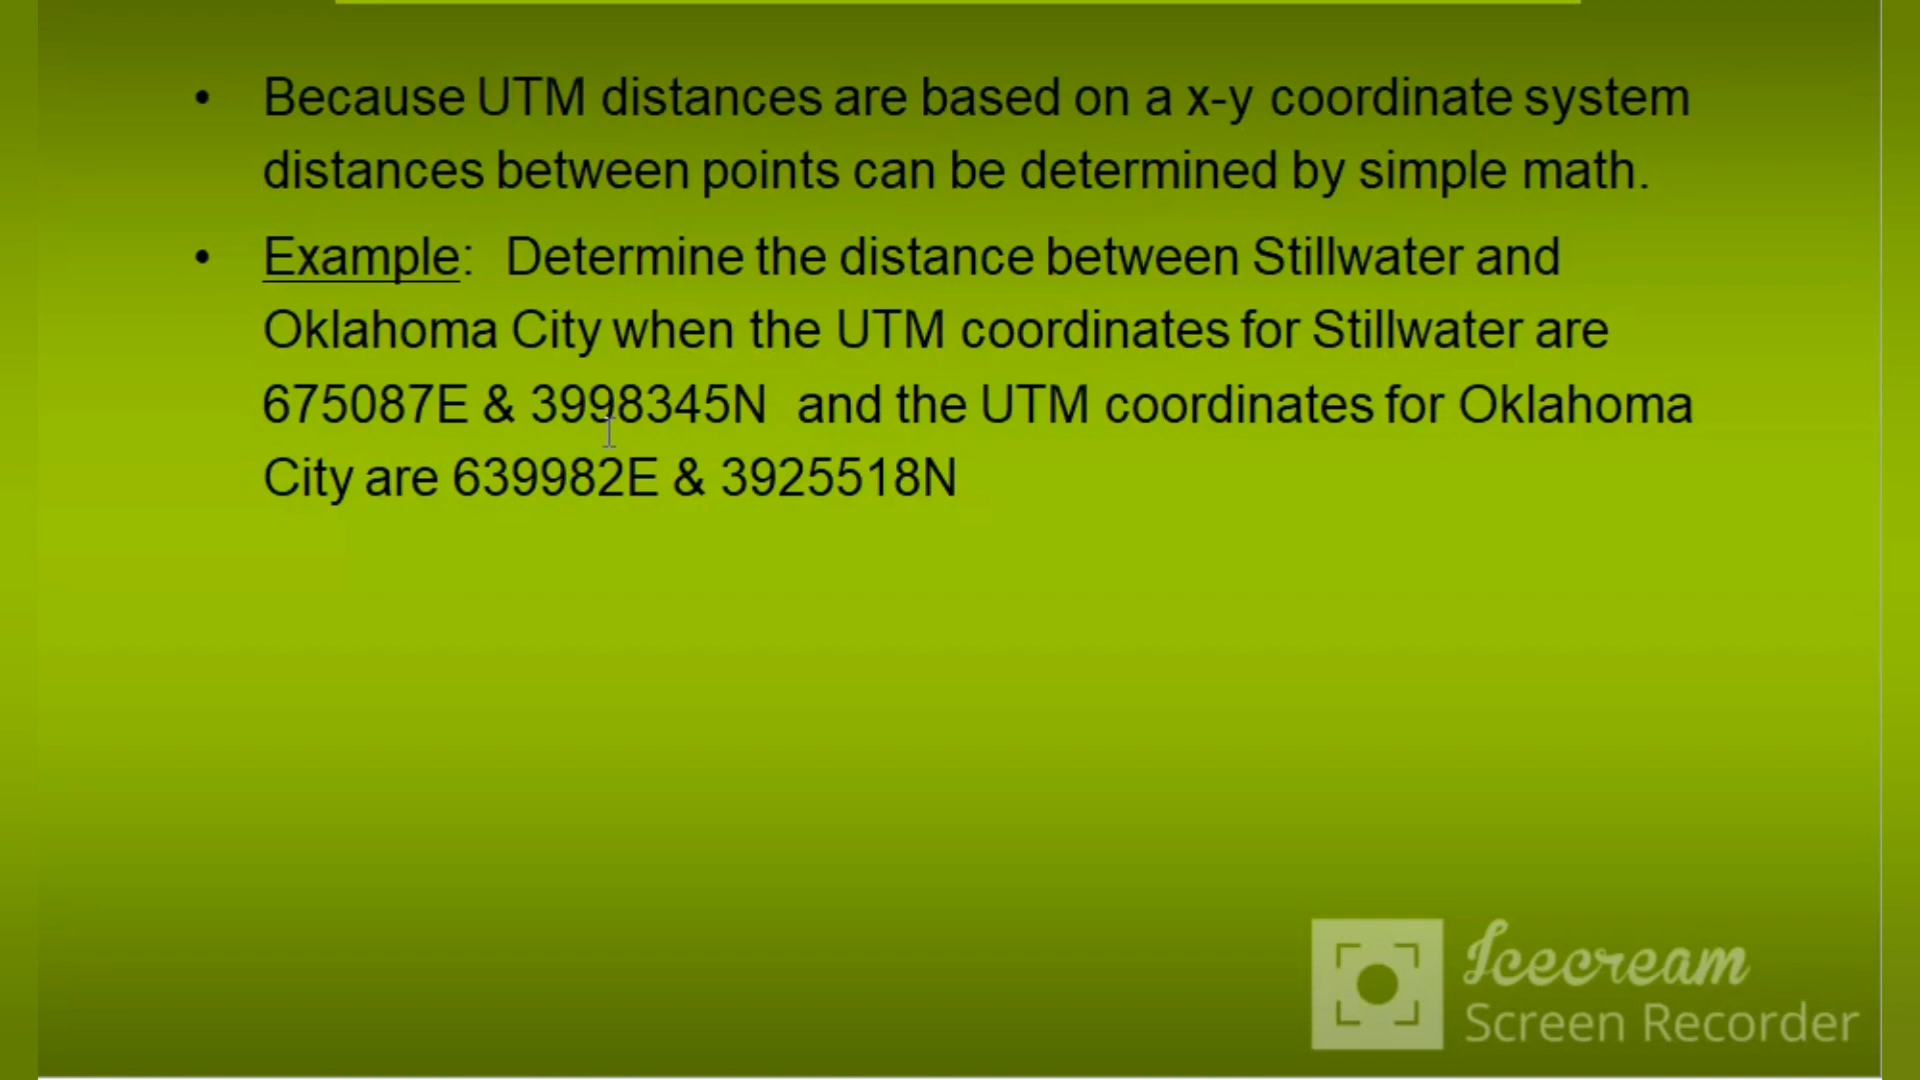 • Because UTM distances are based on a x-y coordinate system
distances between points can be determined by simple math.
• Example: Determine the distance between Stillwater and
Oklahoma City when the UTM coordinates for Stillwater are
675087E & 3998345N and the UTM coordinates for Oklahoma
City are 639982E & 3925518N
Icecream
Screen Recorder